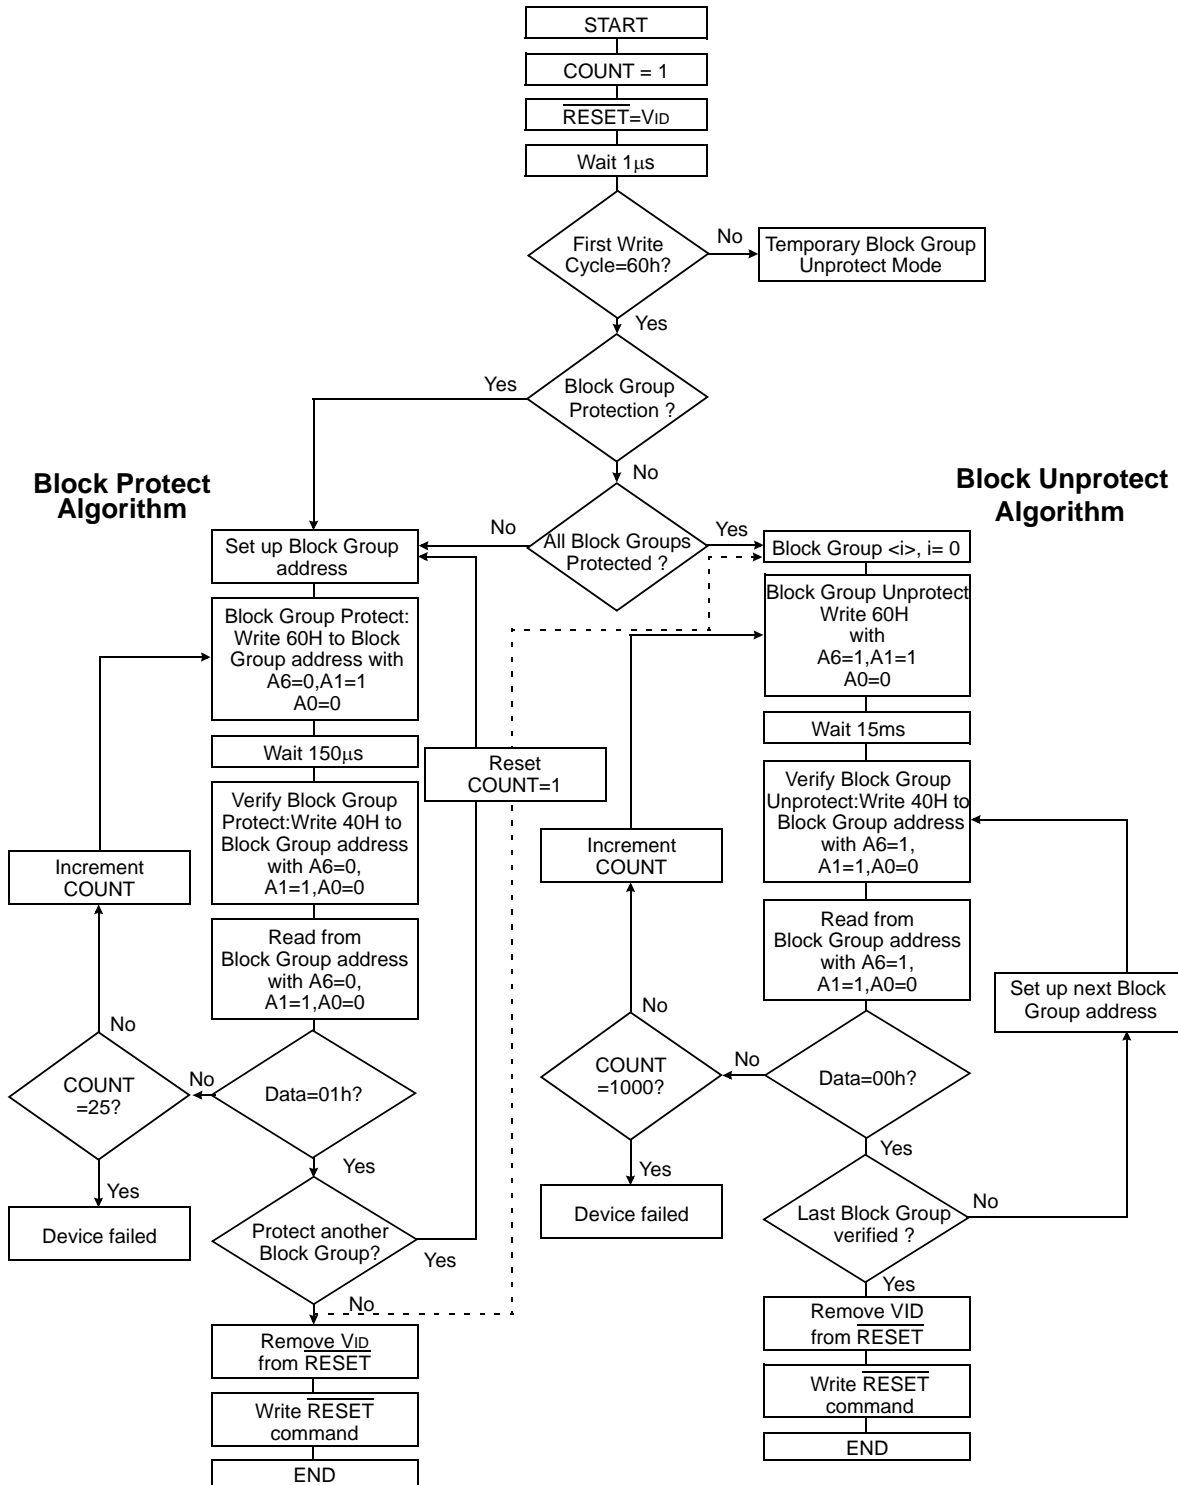 START
COUNT = 1
RESET=VID
Wait 1μs
First Write
Cycle=60h?
No
Temporary Block Group
Unprotect Mode
Yes
Block Group
Protection ?
Yes
No
Block Protect
Algorithm
Block Unprotect
Algorithm
All Block Groups
Protected ?
No
Yes
Set up Block Group
address
Block Group <i>, i= 0
Block Group Protect:
Write 60H to Block
Group address with
A6=0,A1=1
A0=0
Block Group Unprotect
Write 60H
with
A6=1,A1=1
A0=0
Wait 150μs
Reset
COUNT=1
Wait 15ms
Verify Block Group
Protect:Write 40H to
Block Group address
with A6=0,
A1=1,A0=0
Verify Block Group
Unprotect:Write 40H to
Block Group address
with A6=1,
A1=1,A0=0
Increment
COUNT
Increment
COUNT
Read from
Block Group address
with A6=0,
A1=1,A0=0
Read from
Block Group address
with A6=1,
A1=1,A0=0
Set up next Block
Group address
No
COUNT
=25?
No
Data=01h?
No
COUNT
=1000?
No
Data=00h?
Yes
Device failed
Yes
Protect another
Block Group?
Yes
No
Yes
Device failed
Yes
Last Block Group
verified ?
No
Yes
Remove VID
from RESET
Write RESET
command
END
Remove VID
from RESET
Write RESET
command
END